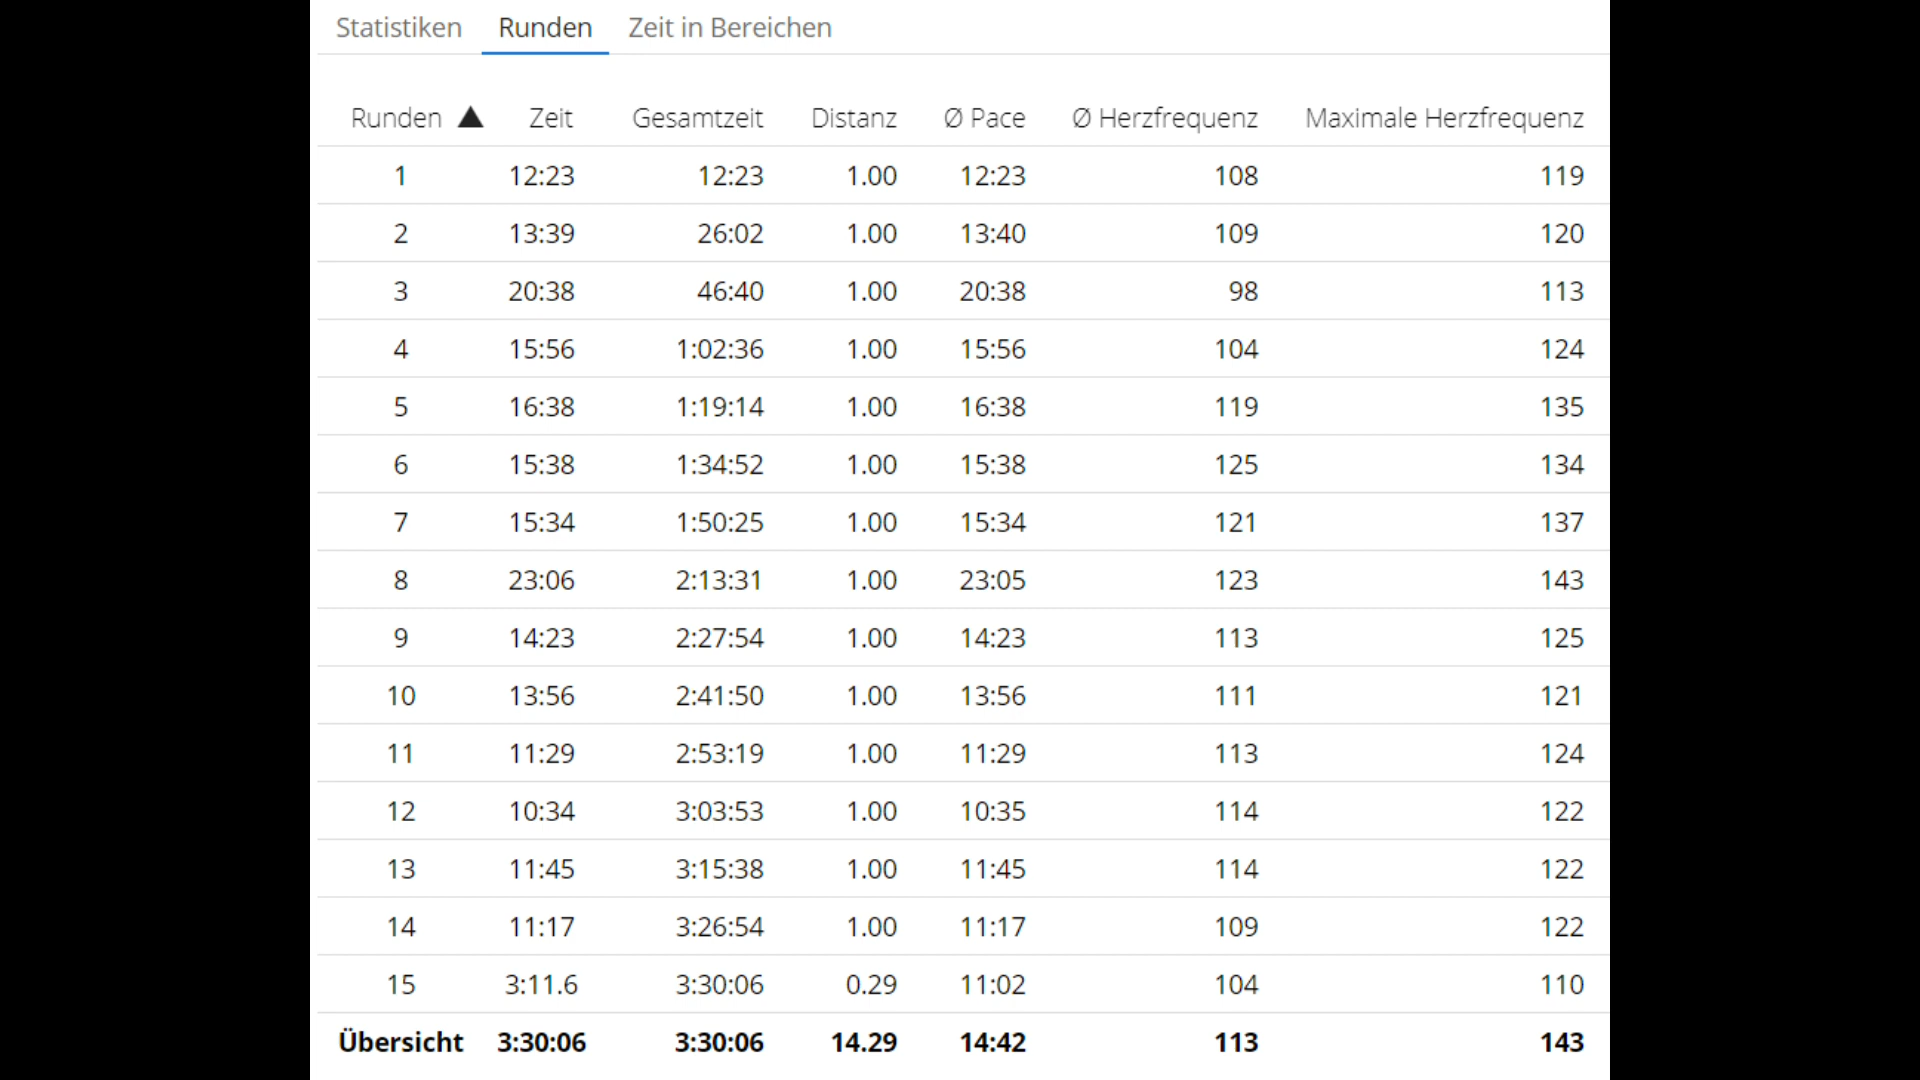 Statistiken Runden Zeit in Bereichen
Runden ▲ Zeit Gesamtzeit Distanz Ø Pace Ø Herzfrequenz Maximale Herzfrequenz
1 12:23 12:23 1.00 12:23 108 119
2 13:39 26:02 1.00 13:40 109 120
3 20:38 46:40 1.00 20:38 98 113
4 15:56 1:02:36 1.00 15:56 104 124
5 16:38 1:19:14 1.00 16:38 119 135
6 15:38 1:34:52 1.00 15:38 125 134
7 15:34 1:50:25 1.00 15:34 121 137
8 23:06 2:13:31 1.00 23:05 123 143
9 14:23 2:27:54 1.00 14:23 113 125
10 13:56 2:41:50 1.00 13:56 111 121
11 11:29 2:53:19 1.00 11:29 113 124
12 10:34 3:03:53 1.00 10:35 114 122
13 11:45 3:15:38 1.00 11:45 114 122
14 11:17 3:26:54 1.00 11:17 109 122
15 3:11.6 3:30:06 0.29 11:02 104 110
Übersicht 3:30:06 3:30:06 14.29 14:42 113 143